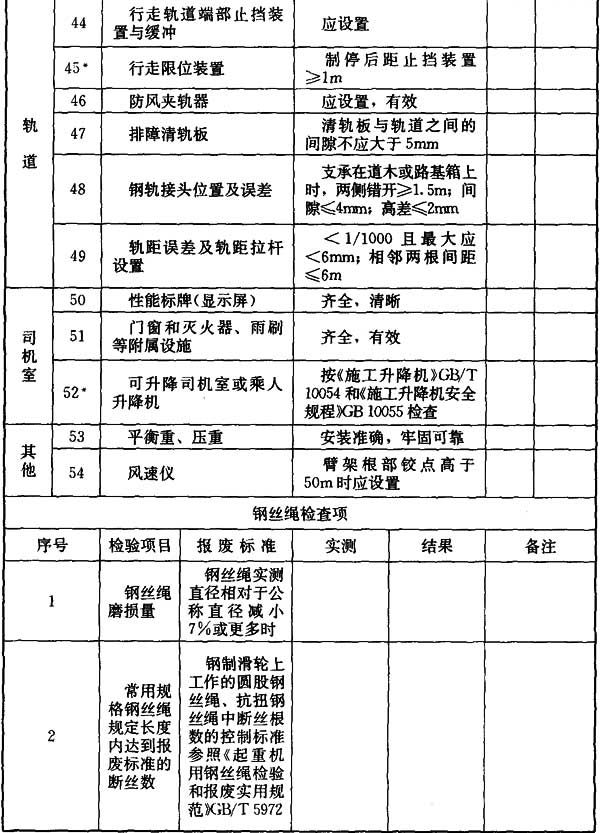 44
行走轨道端部止挡装
置与缓冲
应设置
45*
行走限位装置
制停后距止挡装置
≥1m
46
防风夹轨器
应设置，有效
轨
道
47
排障清轨板
清轨板与轨道之间的
间隙不应大于5mm
48
钢轨接头位置及误差
支承在道木或路基箱上
时，两侧错开≥1.5m；间
隙≤4mm；高差≤2mm
49
轨距误差及轨距拉杆
设置
＜1/1000 且最大应
＜6mm；相邻两根间距
≤6m
司
机
室
50
性能标牌(显示屏)
齐全，清晰
51
门窗和灭火器、雨刷
等附属设施
齐全，有效
52*
可升降司机室或乘人
升降机
按《施工升降机》GB/T
10054和《施工升降机安全
规程》GB 10055检查
其
他
53
平衡重、压重
安装准确，牢固可靠
54
风速仪
臂架根部铰点高于
50m时应设置
钢丝绳检查项
序号
检验项目
报废标准
实测
结果
备注
1
钢丝绳
磨损量
钢丝绳实测
直径相对于公
称直径减小
7%或更多时
2
常用规
格钢丝绳
规定长度
内达到报
废标准的
断丝数
钢制滑轮上
工作的圆股钢
丝绳、抗扭钢
丝绳中断丝根
数的控制标准
参照《起重机
用钢丝绳检验
和报废实用规
范》GB/T 5972